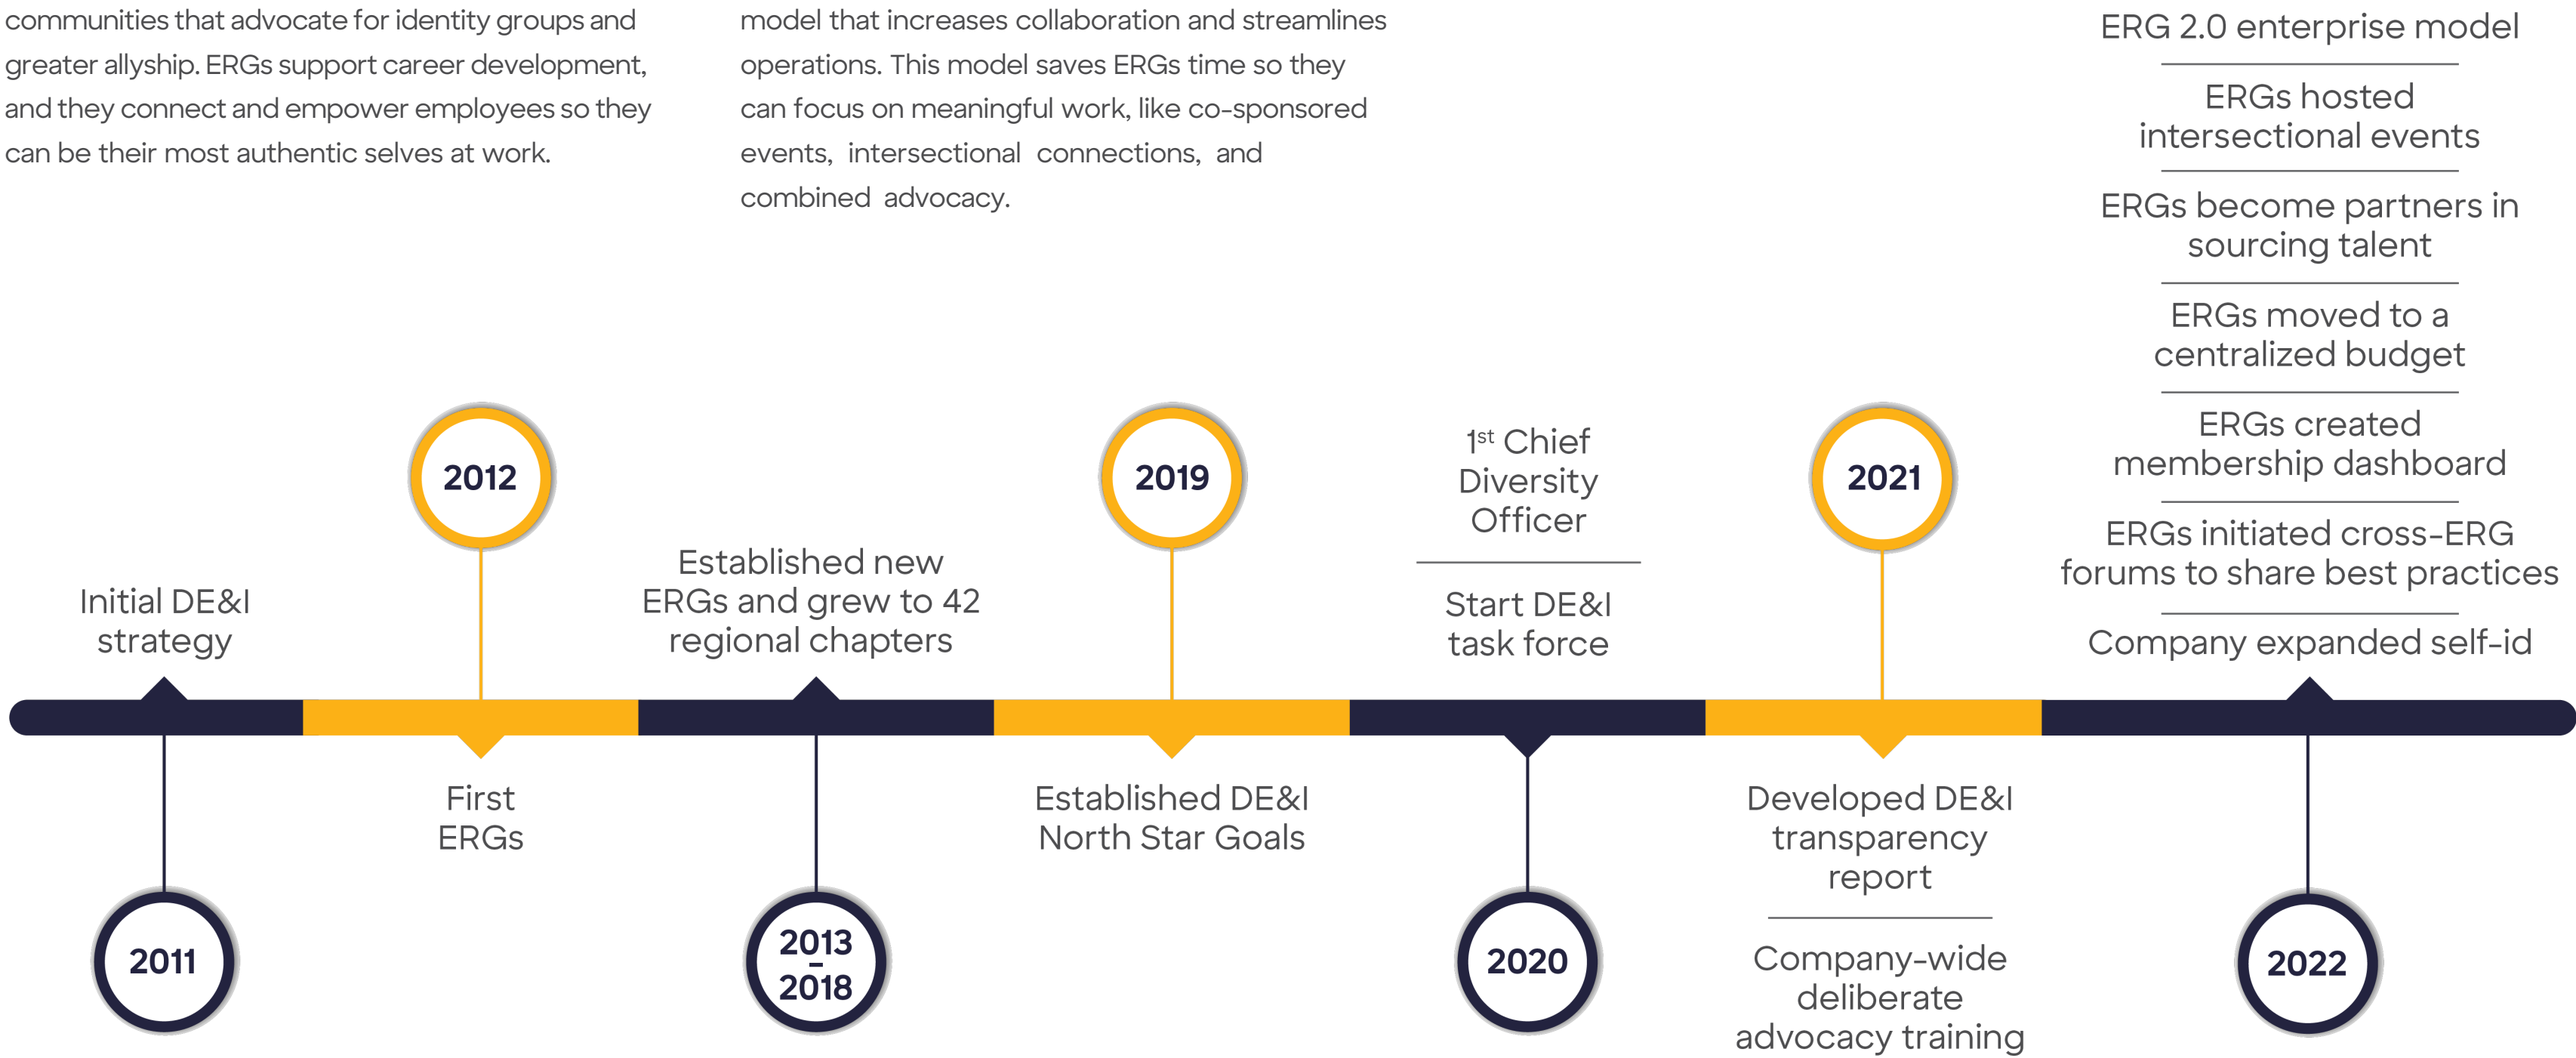 communities that advocate for identity groups and
greater allyship. ERGs support career development,
and they connect and empower employees so they
can be their most authentic selves at work.
model that increases collaboration and streamlines
operations. This model saves ERGs time so they
can focus on meaningful work, like co-sponsored
events, intersectional connections, and
combined advocacy.
Initial DE&I
strategy
2011
2012
First
ERGs
Established new
ERGs and grew to 42
regional chapters
2013
–
2018
2019
Established DE&I
North Star Goals
1st Chief
Diversity
Officer
Start DE&I
task force
2020
2021
Developed DE&I
transparency
report
Company-wide
deliberate
advocacy training
ERG 2.0 enterprise model
ERGs hosted
intersectional events
ERGs become partners in
sourcing talent
ERGs moved to a
centralized budget
ERGs created
membership dashboard
ERGs initiated cross-ERG
forums to share best practices
Company expanded self-id
2022